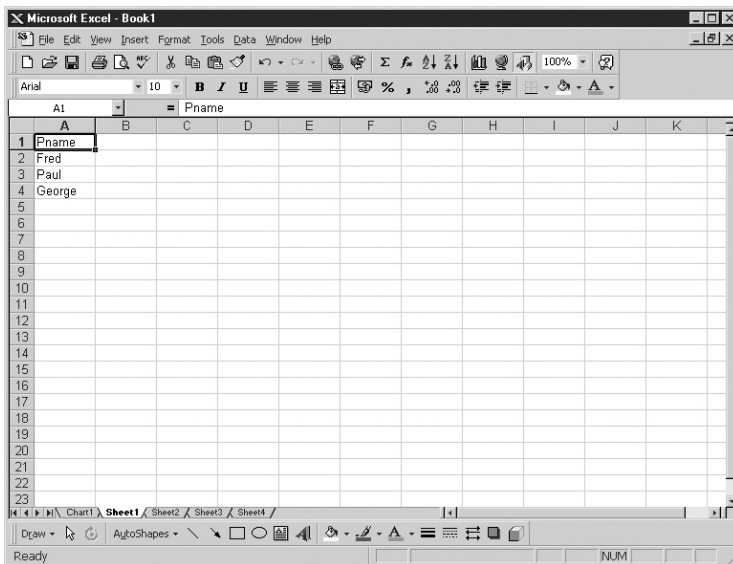 Microsoft Excel - Book1
File Edit View Insert Format Tools Data Window Help
100%
Arial 10 B I U % ,
A1 = Pname
A B C D E F G H I J K
1 Pname
2 Fred
3 Paul
4 George
5
6
7
8
9
10
11
12
13
14
15
16
17
18
19
20
21
22
23
Chart1 Sheet1 Sheet2 Sheet3 Sheet4
Draw AutoShapes
Ready NUM